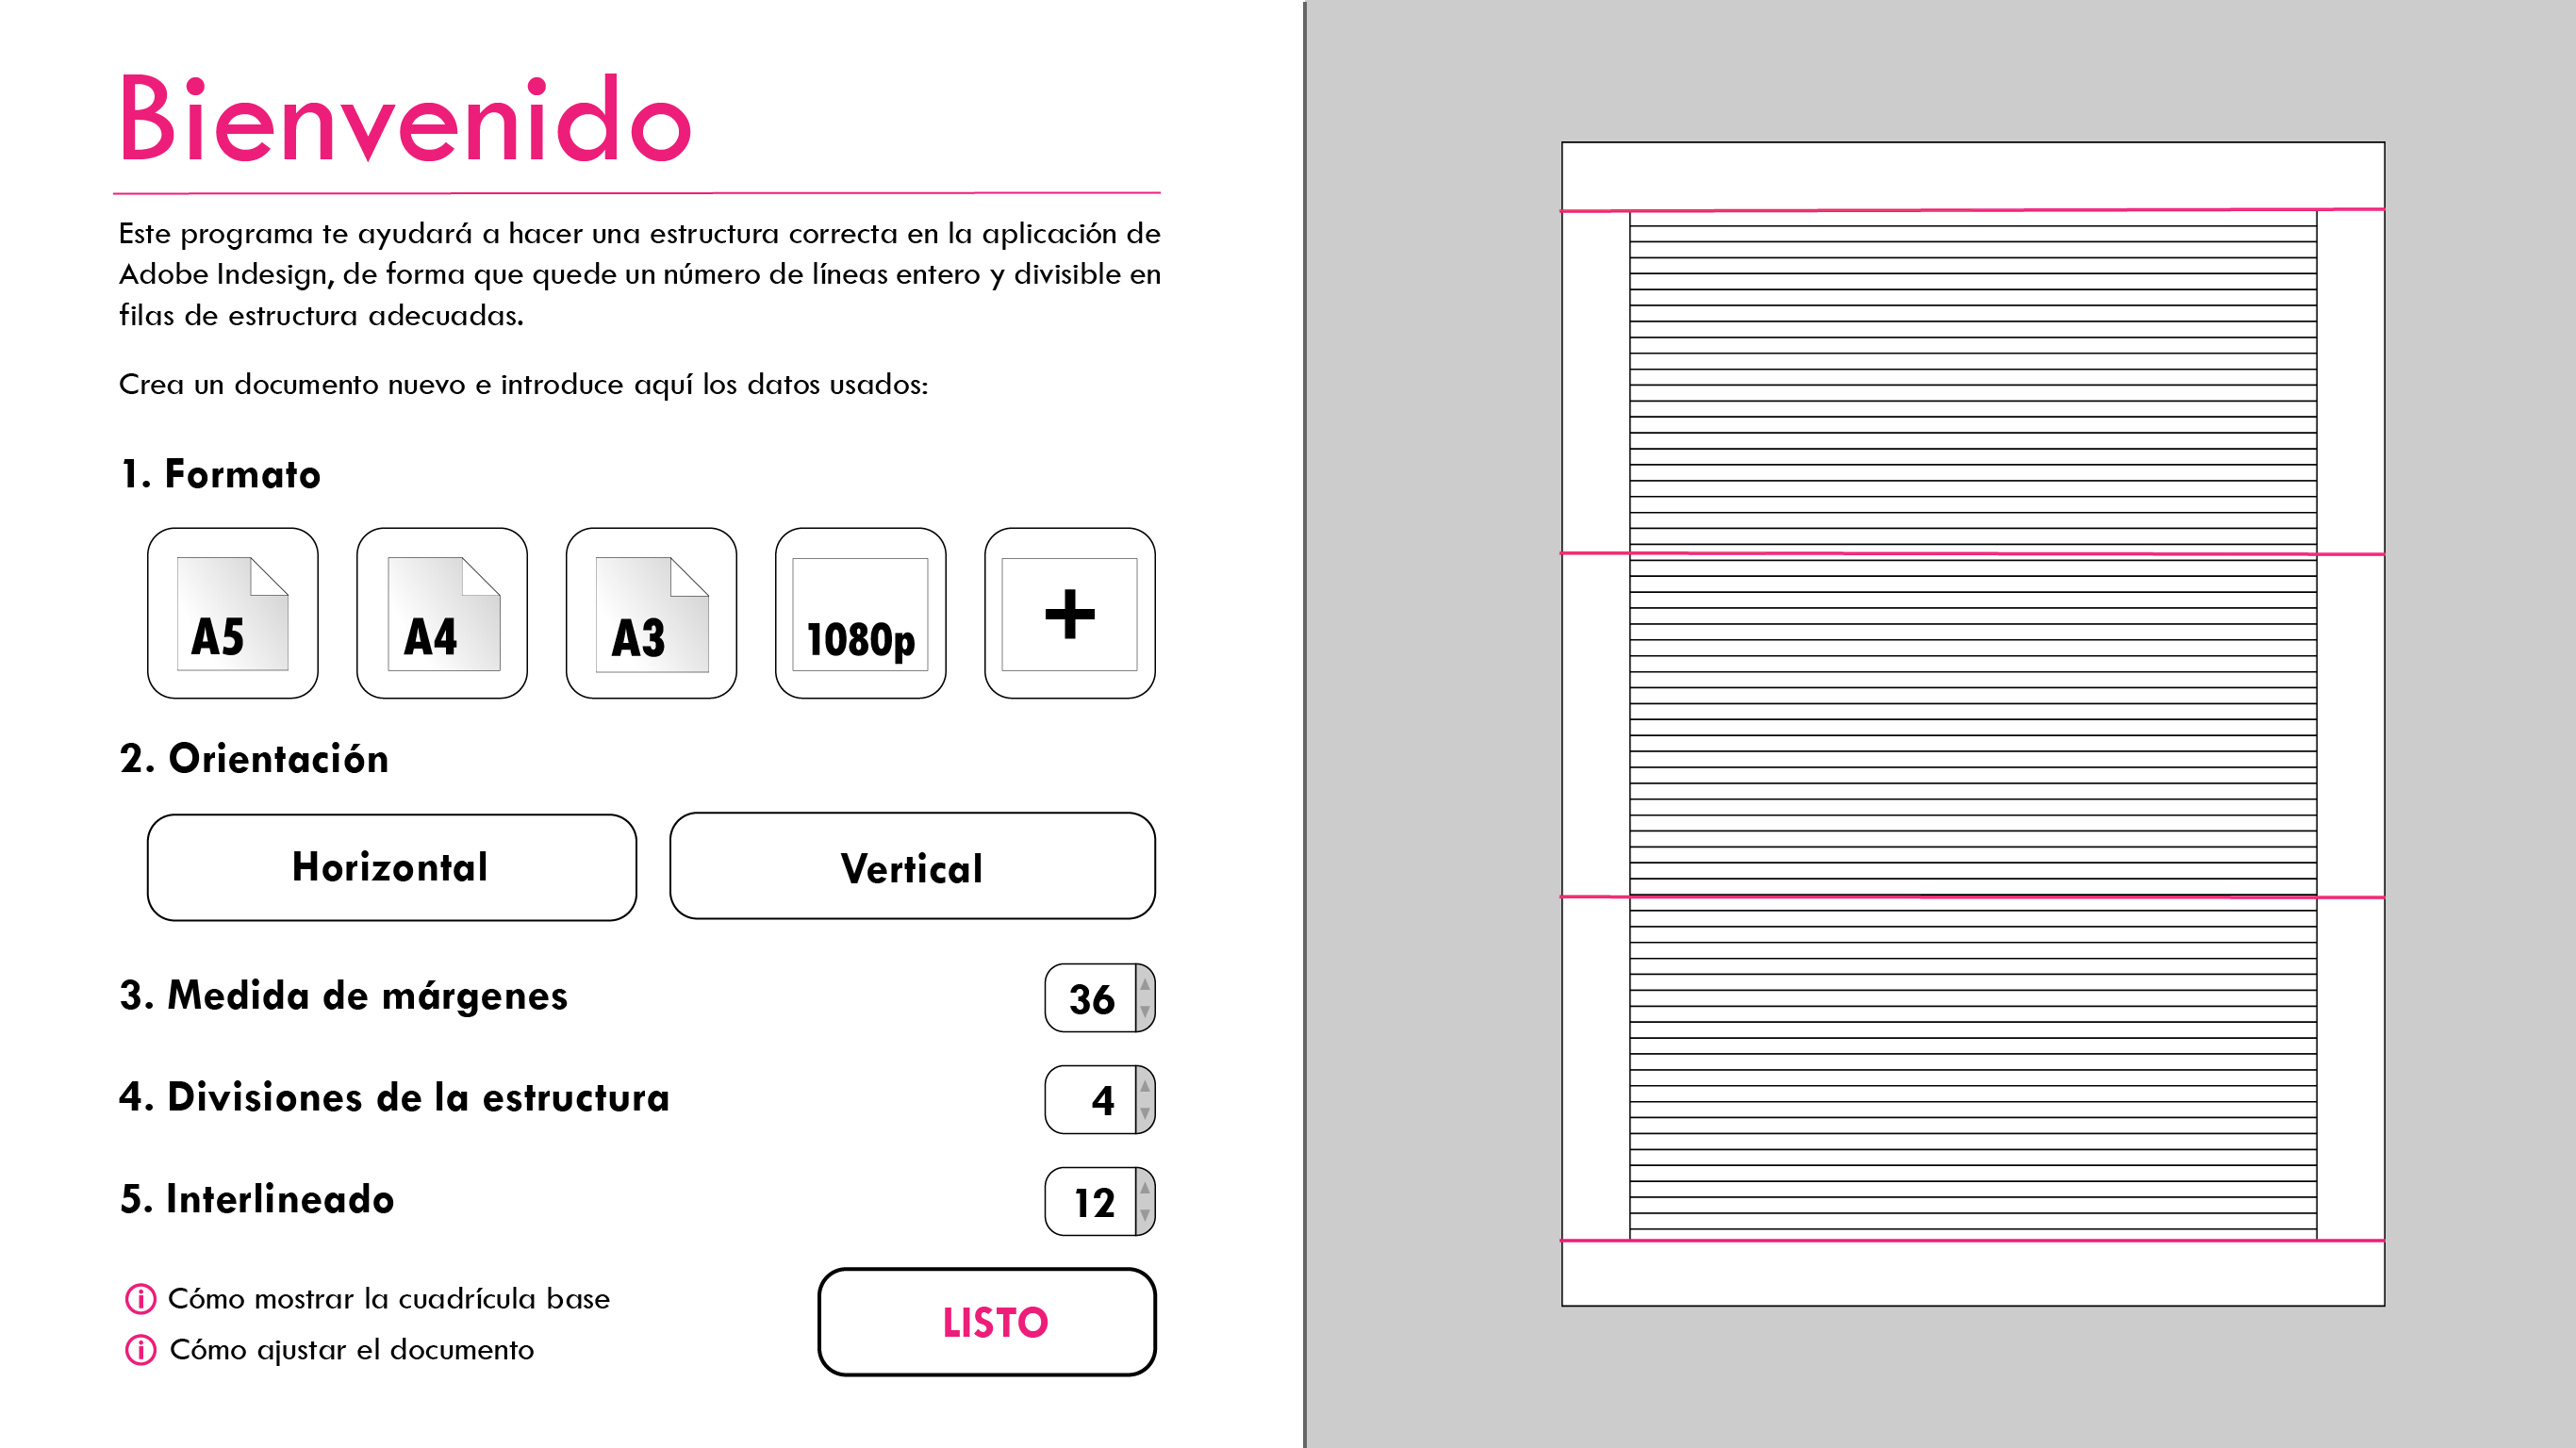 Bienvenido
Este programa te ayudará a hacer una estructura correcta en la aplicación de
Adobe Indesign, de forma que quede un número de líneas entero y divisible en
filas de estructura adecuadas.
Crea un documento nuevo e introduce aquí los datos usados:
1. Formato
A5 A4 A3 1080p +
2. Orientación
Horizontal Vertical
3. Medida de márgenes 36
4. Divisiones de la estructura 4
5. Interlineado 12
Cómo mostrar la cuadrícula base
Cómo ajustar el documento
LISTO